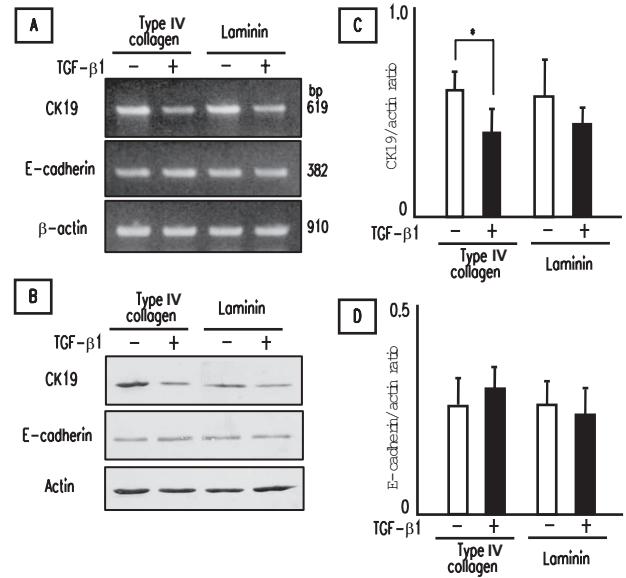 A
Type IV collagen
Laminin
TGF-β1 − + − +
bp
CK19 619
E-cadherin 382
β-actin 910
B
Type IV collagen
Laminin
TGF-β1 − + − +
CK19
E-cadherin
Actin
C
1.0
*
CK19/actin ratio
0
TGF-β1 − + − +
Type IV collagen
Laminin
D
0.5
E-cadherin/actin ratio
0
TGF-β1 − + − +
Type IV collagen
Laminin